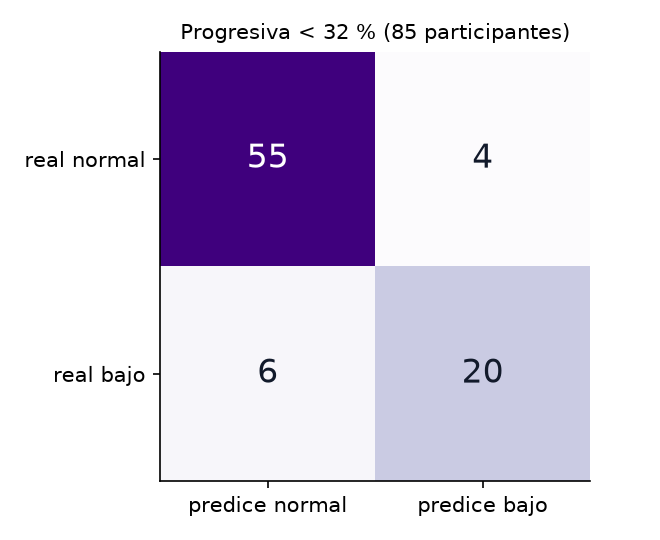 Progresiva < 32 % (85 participantes)
real normal
55
4
real bajo
6
20
predice normal
predice bajo